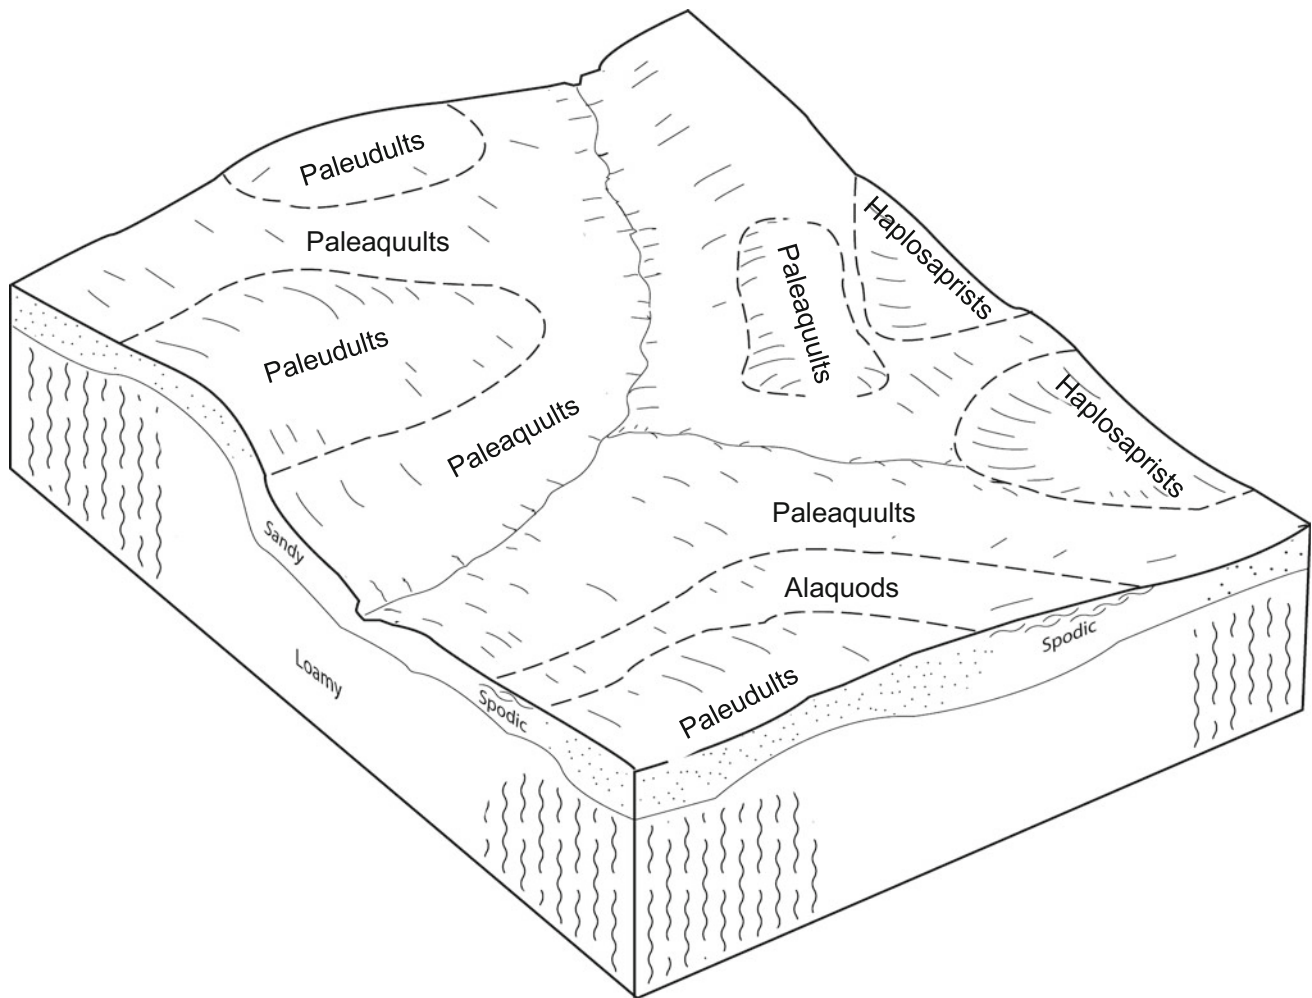 Paleudults
Paleaquults
Haplosaprists
Paleaquults
Paleudults
Haplosaprists
Paleaquults
Paleaquults
Sandy
Alaquods
Spodic
Loamy
Spodic
Paleudults